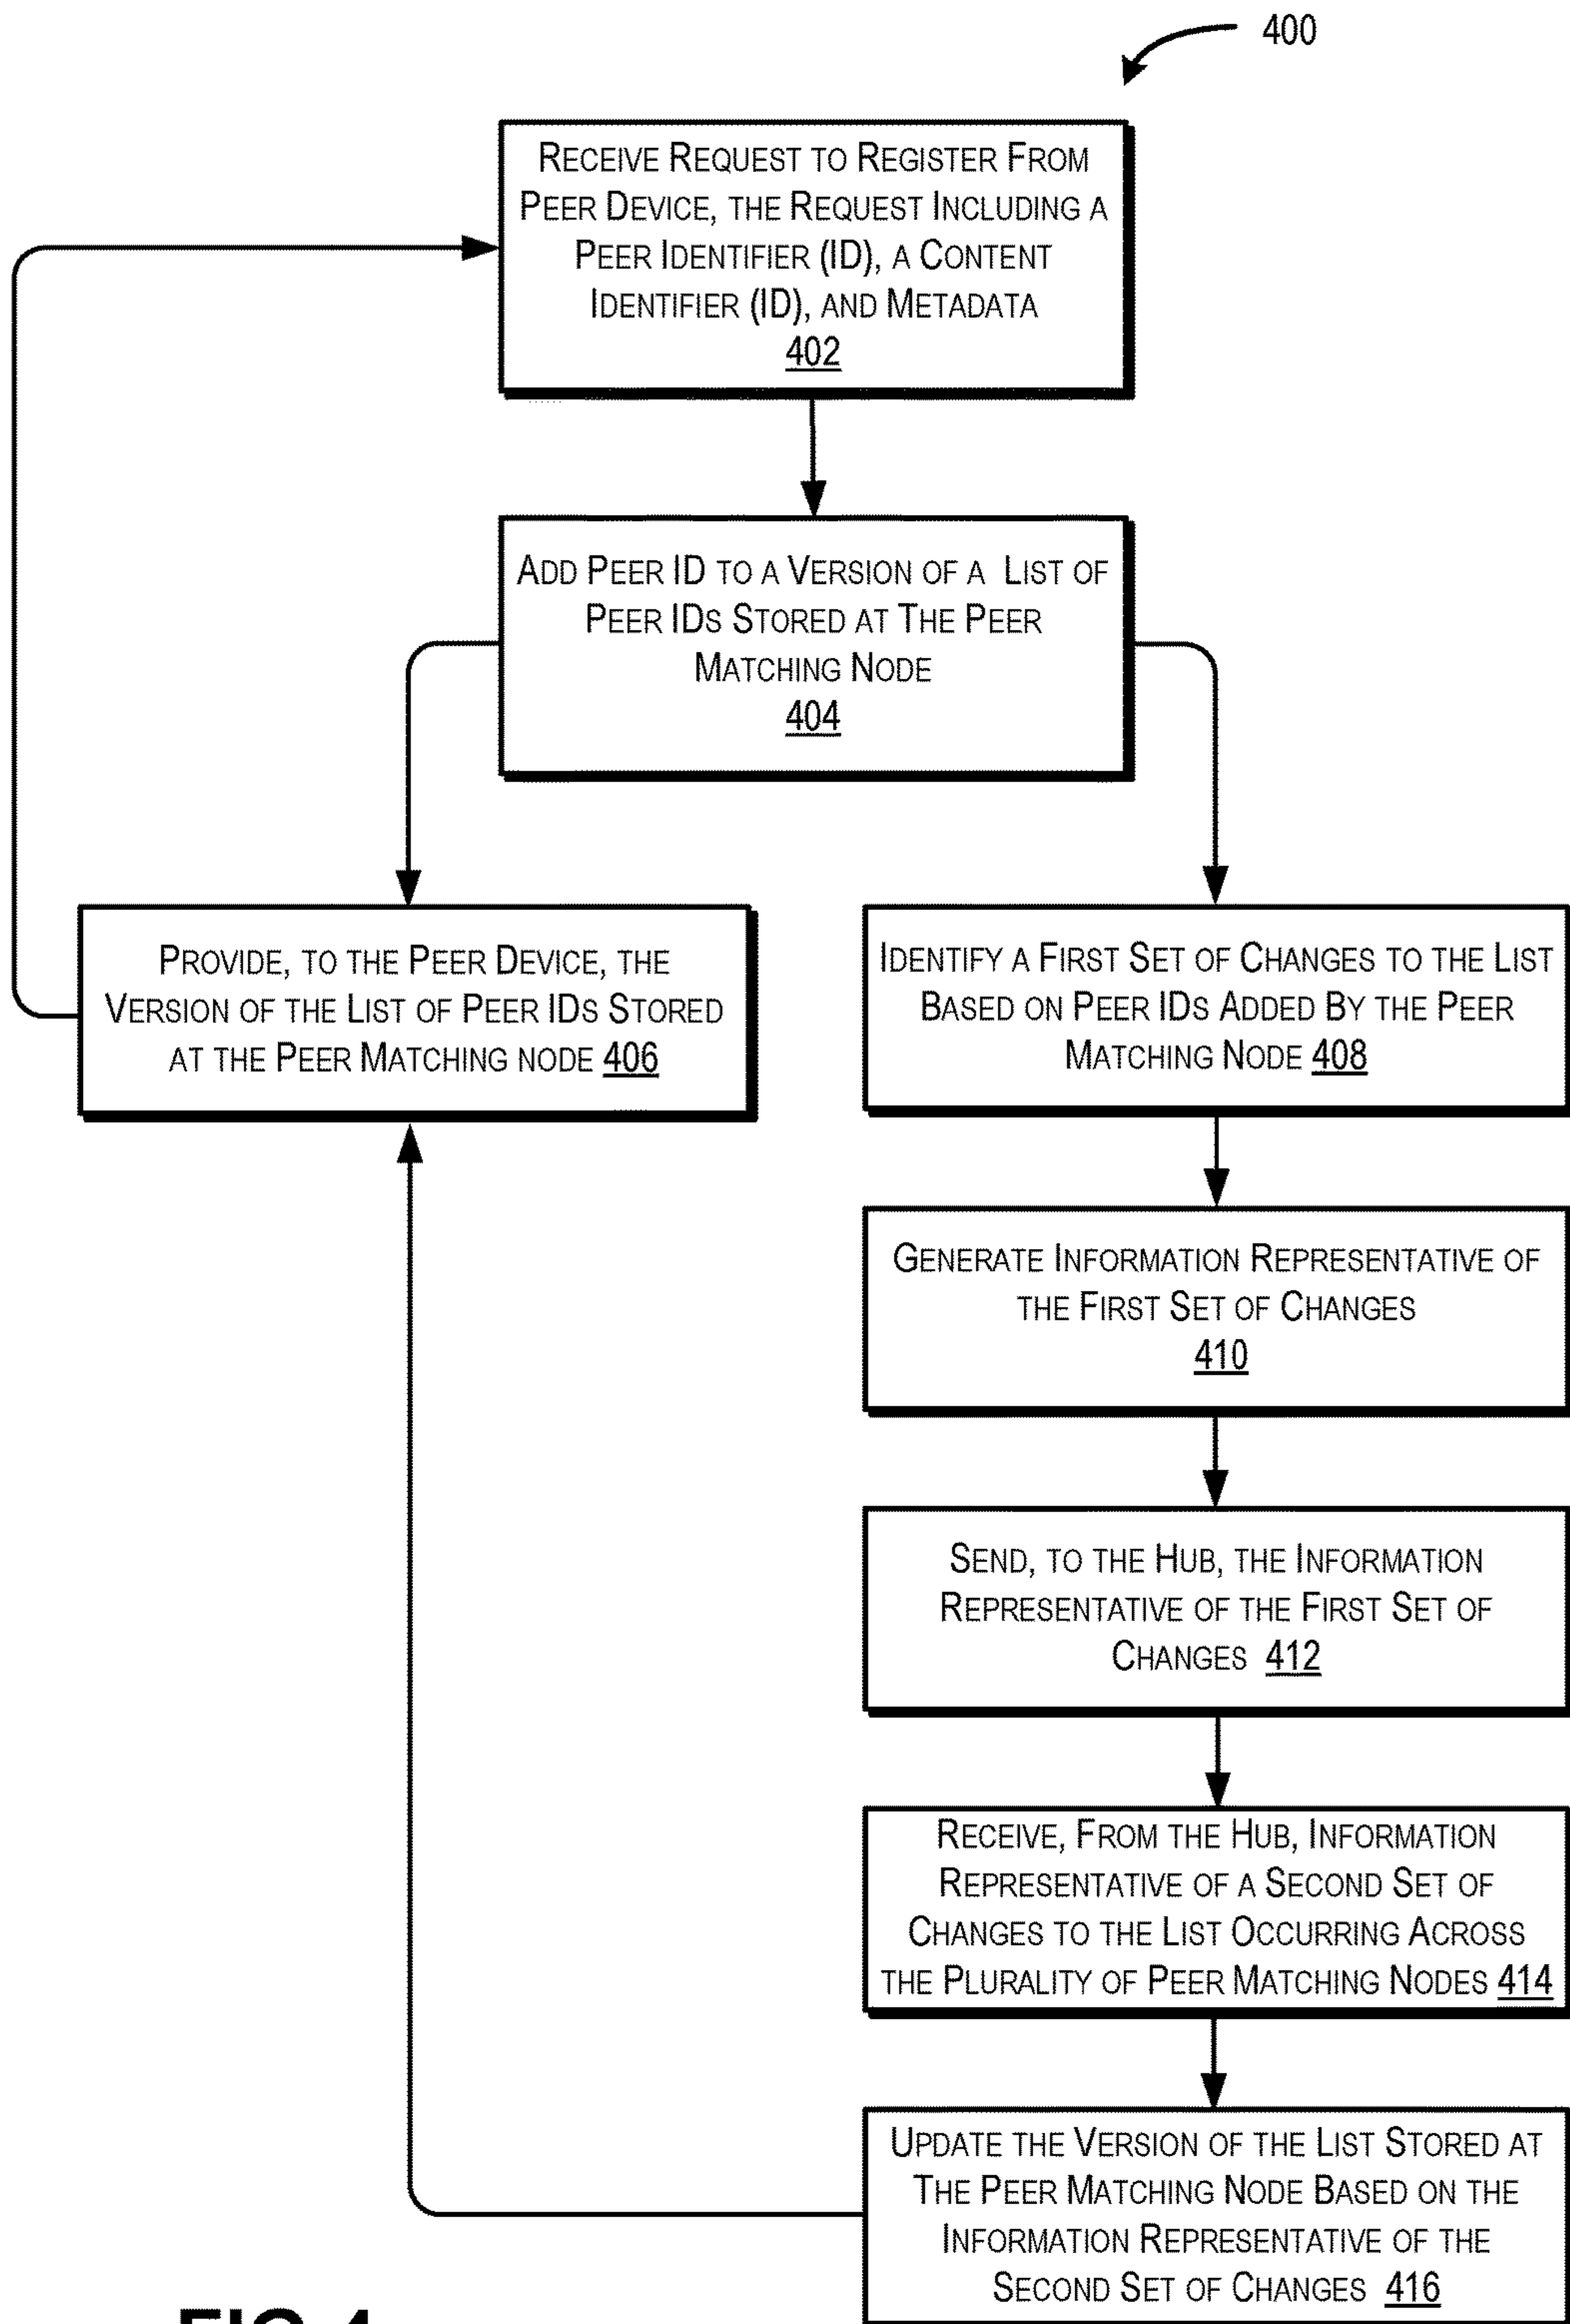 400
RECEIVE REQUEST TO REGISTER FROM
PEER DEVICE, THE REQUEST INCLUDING A
PEER IDENTIFIER (ID), A CONTENT
IDENTIFIER (ID), AND METADATA
402
ADD PEER ID TO A VERSION OF A LIST OF
PEER IDS STORED AT THE PEER
MATCHING NODE
404
PROVIDE, TO THE PEER DEVICE, THE
VERSION OF THE LIST OF PEER IDS STORED
AT THE PEER MATCHING NODE 406
IDENTIFY A FIRST SET OF CHANGES TO THE LIST
BASED ON PEER IDS ADDED BY THE PEER
MATCHING NODE 408
GENERATE INFORMATION REPRESENTATIVE OF
THE FIRST SET OF CHANGES
410
SEND, TO THE HUB, THE INFORMATION
REPRESENTATIVE OF THE FIRST SET OF
CHANGES 412
RECEIVE, FROM THE HUB, INFORMATION
REPRESENTATIVE OF A SECOND SET OF
CHANGES TO THE LIST OCCURRING ACROSS
THE PLURALITY OF PEER MATCHING NODES 414
UPDATE THE VERSION OF THE LIST STORED AT
THE PEER MATCHING NODE BASED ON THE
INFORMATION REPRESENTATIVE OF THE
SECOND SET OF CHANGES 416